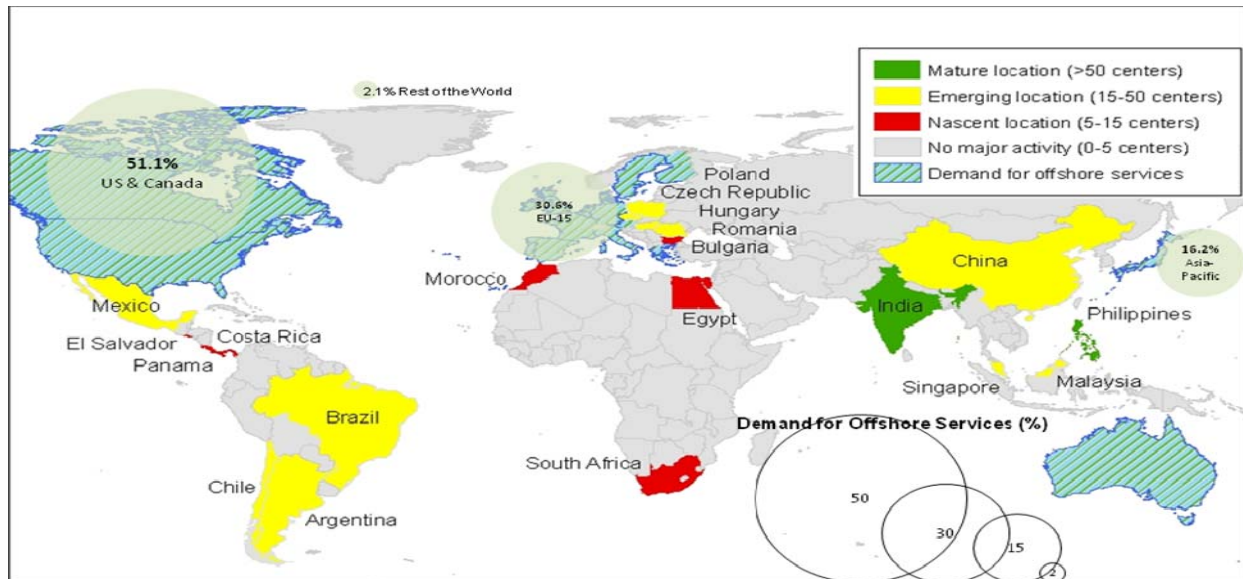 Mature location (>50 centers)
Emerging location (15-50 centers)
Nascent location (5-15 centers)
No major activity (0-5 centers)
Demand for offshore services
2.1% Rest of the World
51.1%
US & Canada
30.6%
EU-15
Poland
Czech Republic
Hungary
Romania
Bulgaria
16.2%
Asia-
Pacific
China
Morocco
Mexico
India
Egypt
Philippines
Costa Rica
El Salvador
Panama
Singapore
Malaysia
Brazil
Demand for Offshore Services (%)
South Africa
Chile
Argentina
50
30
15
2